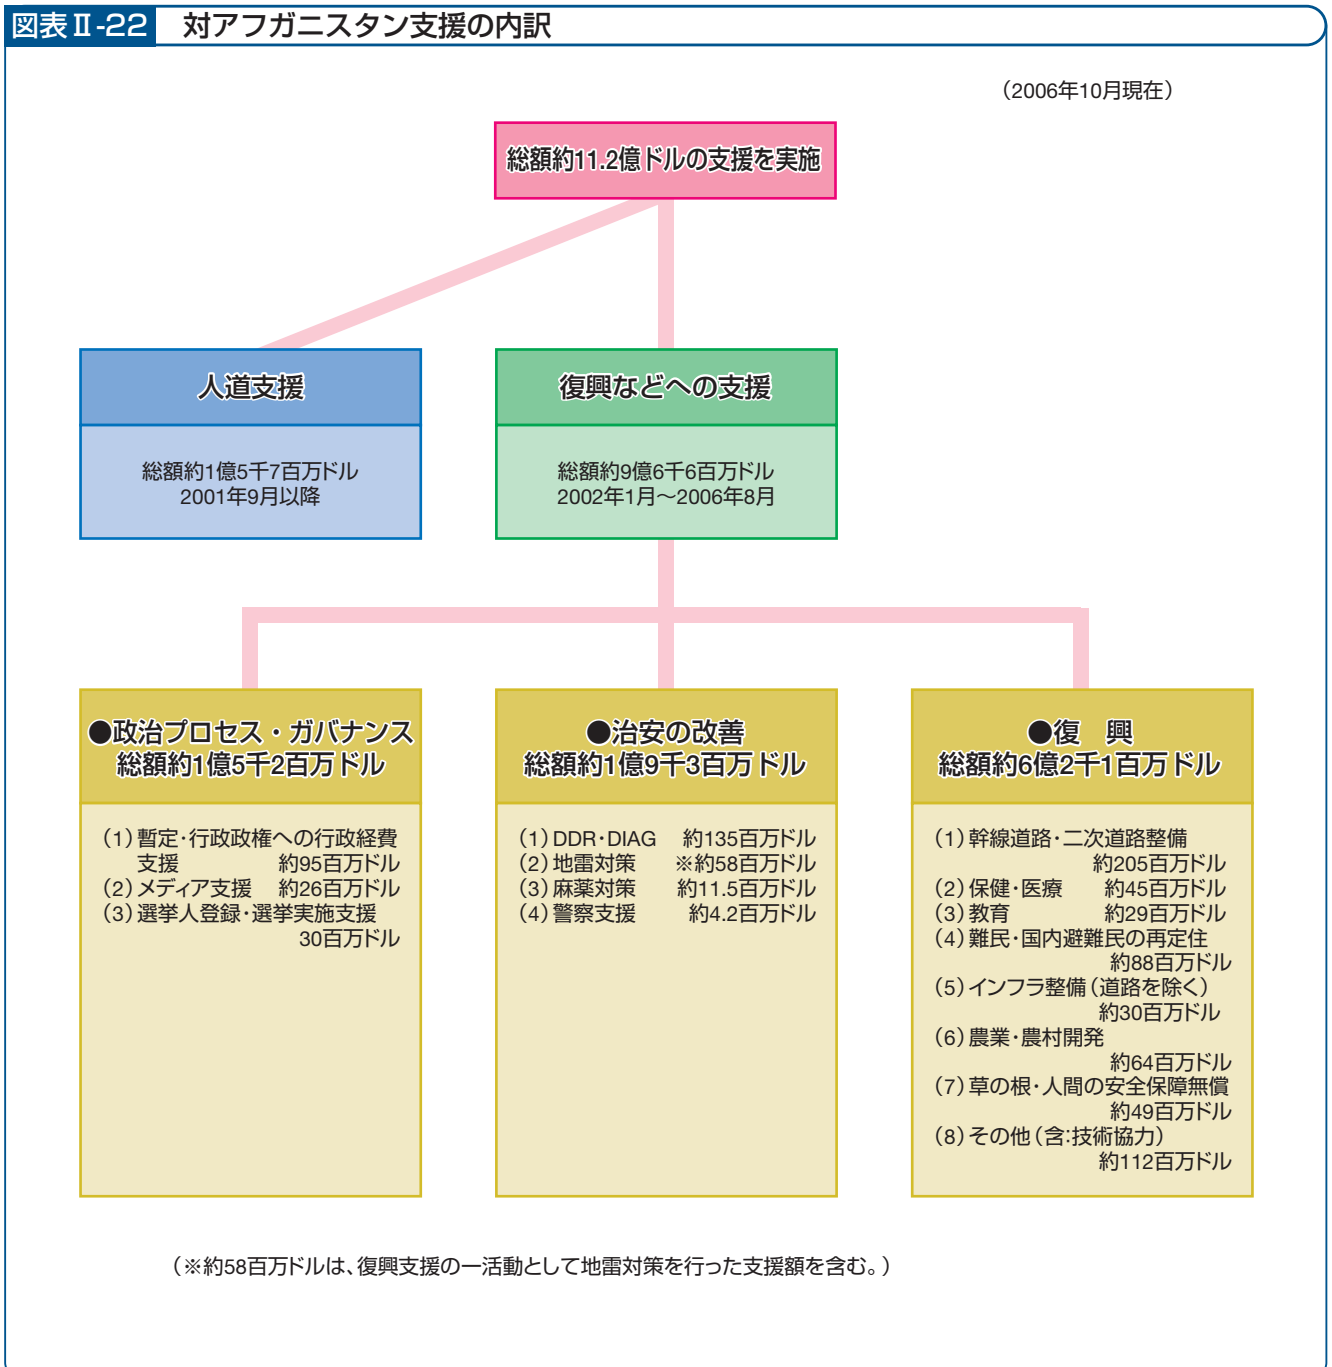 図表Ⅱ-22 対アフガニスタン支援の内訳
（2006年10月現在）
総額約11.2億ドルの支援を実施
人道支援
総額約1億5千7百万ドル
2001年9月以降
復興などへの支援
総額約9億6千6百万ドル
2002年1月～2006年8月
●政治プロセス・ガバナンス
総額約1億5千2百万ドル
（1）暫定・行政政権への行政経費
支援 約95百万ドル
（2）メディア支援 約26百万ドル
（3）選挙人登録・選挙実施支援
30百万ドル
●治安の改善
総額約1億9千3百万ドル
（1）DDR・DIAG 約135百万ドル
（2）地雷対策 ※約58百万ドル
（3）麻薬対策 約11.5百万ドル
（4）警察支援 約4.2百万ドル
●復　興
総額約6億2千1百万ドル
（1）幹線道路・二次道路整備
約205百万ドル
（2）保健・医療 約45百万ドル
（3）教育 約29百万ドル
（4）難民・国内避難民の再定住
約88百万ドル
（5）インフラ整備（道路を除く）
約30百万ドル
（6）農業・農村開発
約64百万ドル
（7）草の根・人間の安全保障無償
約49百万ドル
（8）その他（含:技術協力）
約112百万ドル
（※約58百万ドルは、復興支援の一活動として地雷対策を行った支援額を含む。）